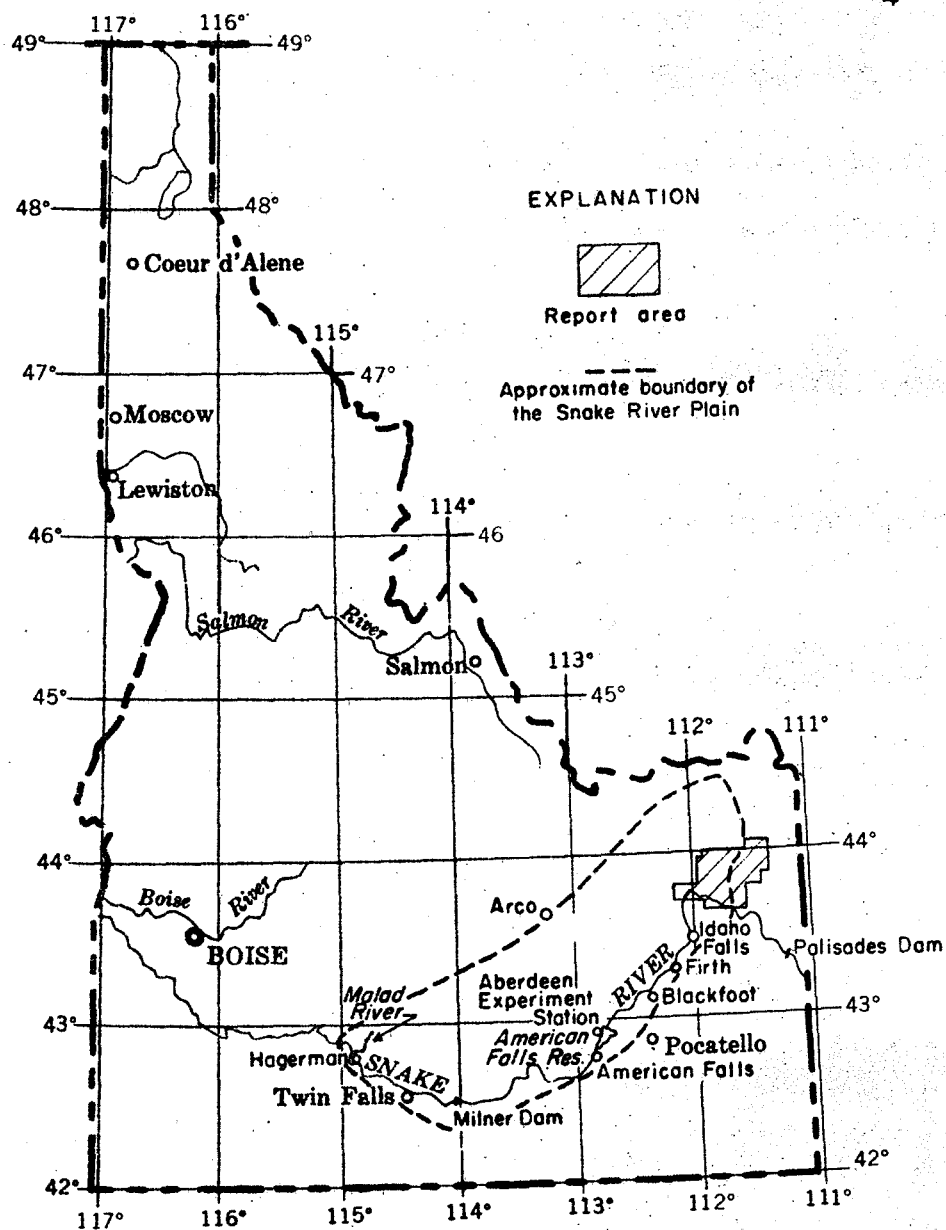 117° 116°
49° 49°
EXPLANATION
48° 48°
Coeur d'Alene
Report area
115°
47° 47°
Approximate boundary of
the Snake River Plain
Moscow
Lewiston
114°
46° 46
Salmon River
Salmon
113°
45° 45°
112° 111°
44° 44°
Boise River
BOISE
Arco
Idaho
Falls
Palisades Dam
Firth
RIVER
Blackfoot
Aberdeen
Experiment
Station
Malad
River
43° 43°
American
Falls Res.
Pocatello
American Falls
Hagerman
SNAKE
Twin Falls
Milner Dam
42° 42°
117° 116° 115° 114° 113° 112° 111°